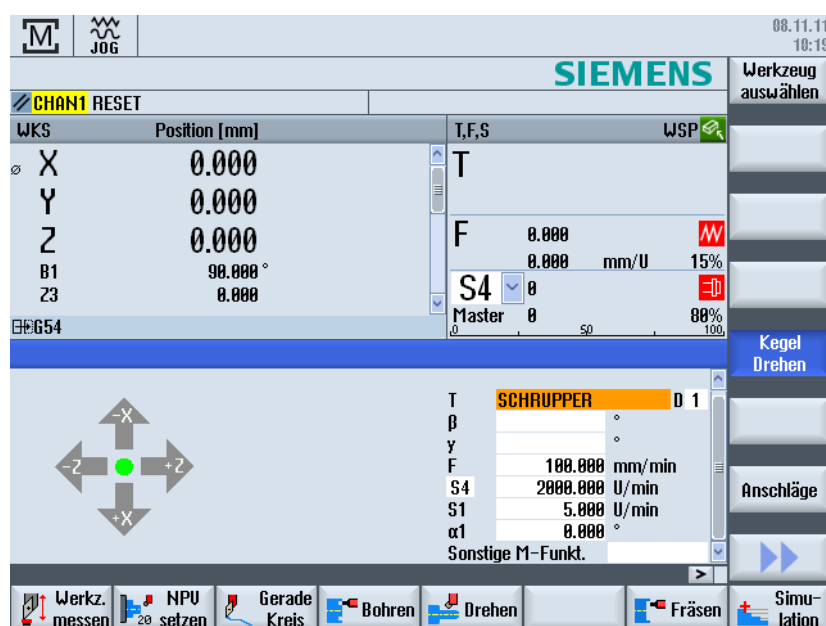 M
JOG
08.11.11
10:19
SIEMENS
CHAN1 RESET
WKS Position [mm]
ø X 0.000
Y 0.000
Z 0.000
B1 90.000 °
Z3 0.000
G54
T,F,S WSP
T
F 0.000
0.000 mm/U 15%
S4 0
Master 0 80%
0 50 100
T SCHRUPPER D 1
β °
γ °
F 100.000 mm/min
S4 2000.000 U/min
S1 5.000 U/min
α1 0.000 °
Sonstige M-Funkt.
-X
-Z +Z
+X
>
Werkzeug
auswählen
Kegel
Drehen
Anschläge
Werkz.
messen
NPV
20 setzen
Gerade
Kreis
Bohren
Drehen
Fräsen
Simu-
lation